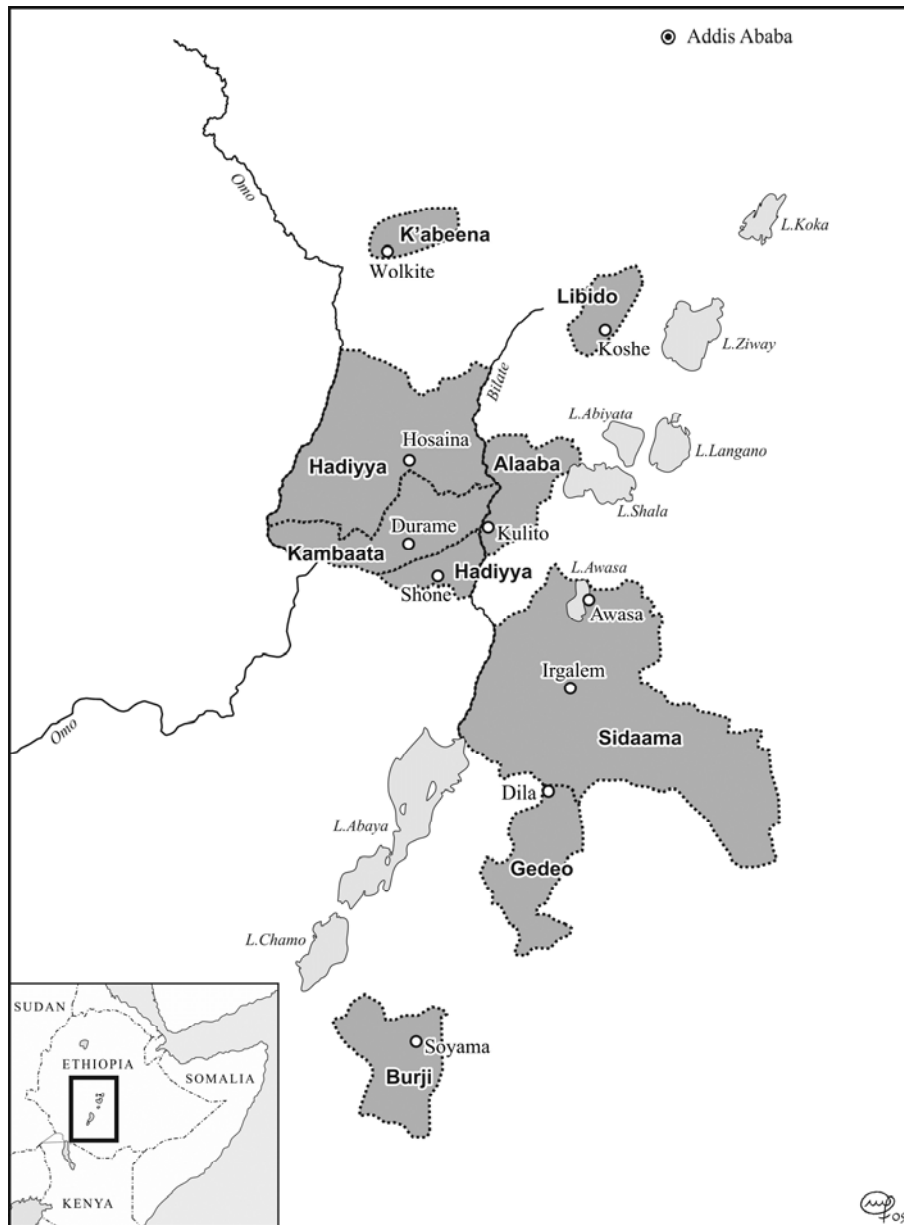 Addis Ababa
Omo
L.Koka
K'abeena
Wolkite
Libido
Koshe
L.Ziway
Bilate
L.Abiyata
L.Langano
Hosaina
Hadiyya
Alaaba
L.Shala
Durame
Kulito
Kambaata
Hadiyya
Shone
L.Awasa
Awasa
Irgalem
Omo
Sidaama
Dila
L.Abaya
Gedeo
L.Chamo
SUDAN
ETHIOPIA
SOMALIA
KENYA
Soyama
Burji